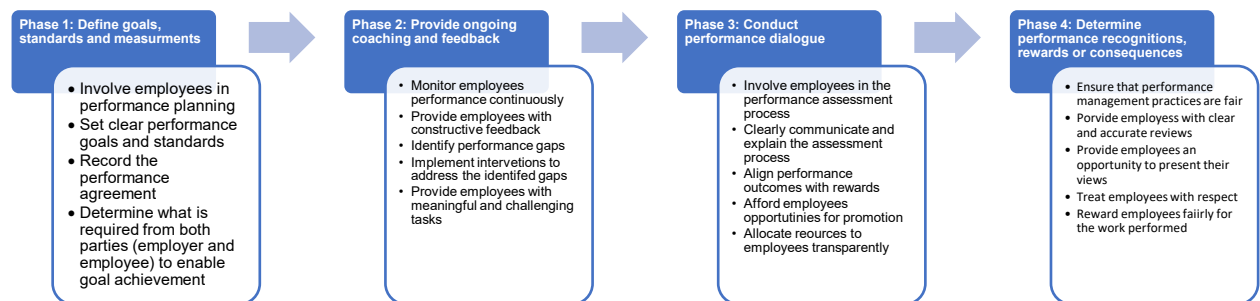 Phase 1: Define goals,
standards and measurments
• Involve employees in
performance planning
• Set clear performance
goals and standards
• Record the
performance
agreement
• Determine what is
required from both
parties (employer and
employee) to enable
goal achievement
Phase 2: Provide ongoing
coaching and feedback
• Monitor employees
performance continuously
• Provide employees with
constructive feedback
• Identify performance gaps
• Implement intervetions to
address the identifed gaps
• Provide employees with
meaningful and challenging
tasks
Phase 3: Conduct
performance dialogue
• Involve employees in the
performance assessment
process
• Clearly communicate and
explain the assessment
process
• Align performance
outcomes with rewards
• Afford employees
opportutinies for promotion
• Allocate reources to
employees transparently
Phase 4: Determine
performance recognitions,
rewards or consequences
• Ensure that performance
management practices are fair
• Porvide employess with clear
and accurate reviews
• Provide employees an
opportunity to present their
views
• Treat employees with respect
• Reward employees faiirly for
the work performed